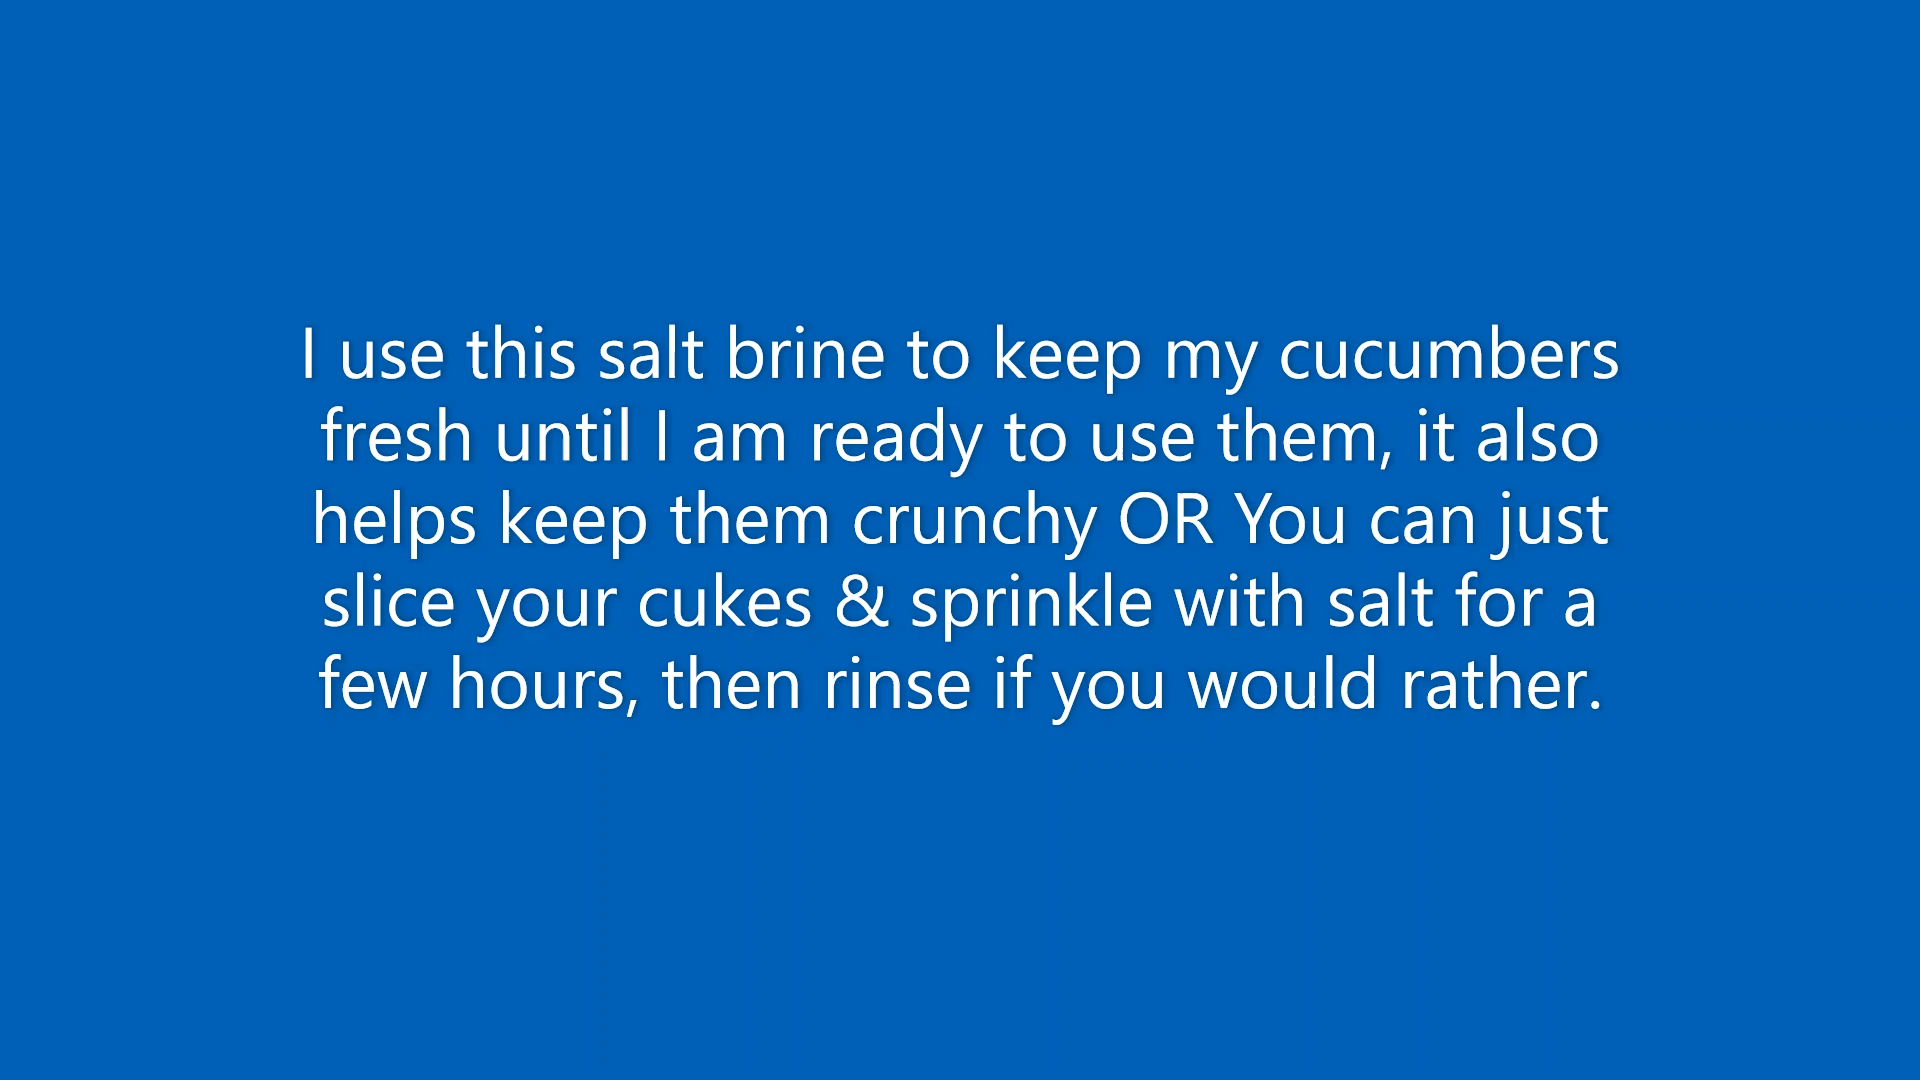 I use this salt brine to keep my cucumbers
fresh until I am ready to use them, it also
helps keep them crunchy OR You can just
slice your cukes & sprinkle with salt for a
few hours, then rinse if you would rather.